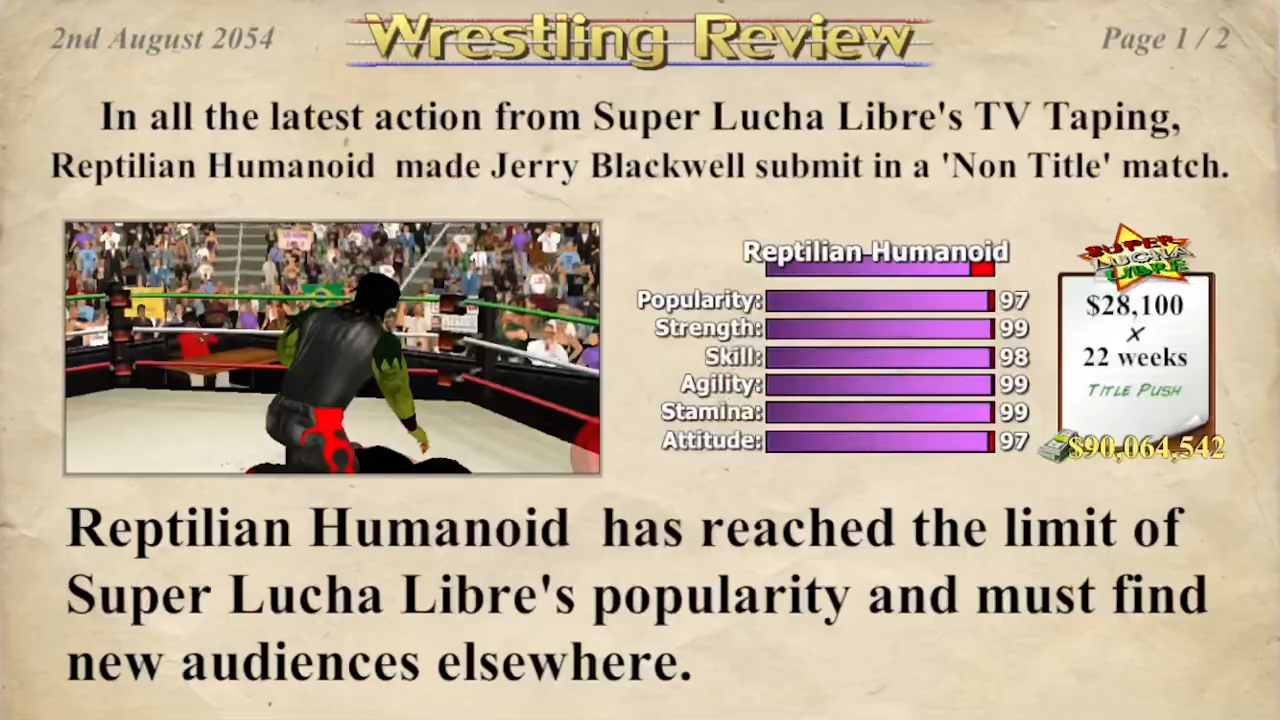 2nd August 2054
Wrestling Review
Page 1 / 2
In all the latest action from Super Lucha Libre's TV Taping,
Reptilian Humanoid made Jerry Blackwell submit in a 'Non Title' match.
Reptilian Humanoid
Popularity: 97
Strength: 99
Skill: 98
Agility: 99
Stamina: 99
Attitude: 97
SUPER
LUCHA
LIBRE
$28,100
x
22 weeks
TITLE PUSH
$90,064,542
Reptilian Humanoid has reached the limit of
Super Lucha Libre's popularity and must find
new audiences elsewhere.